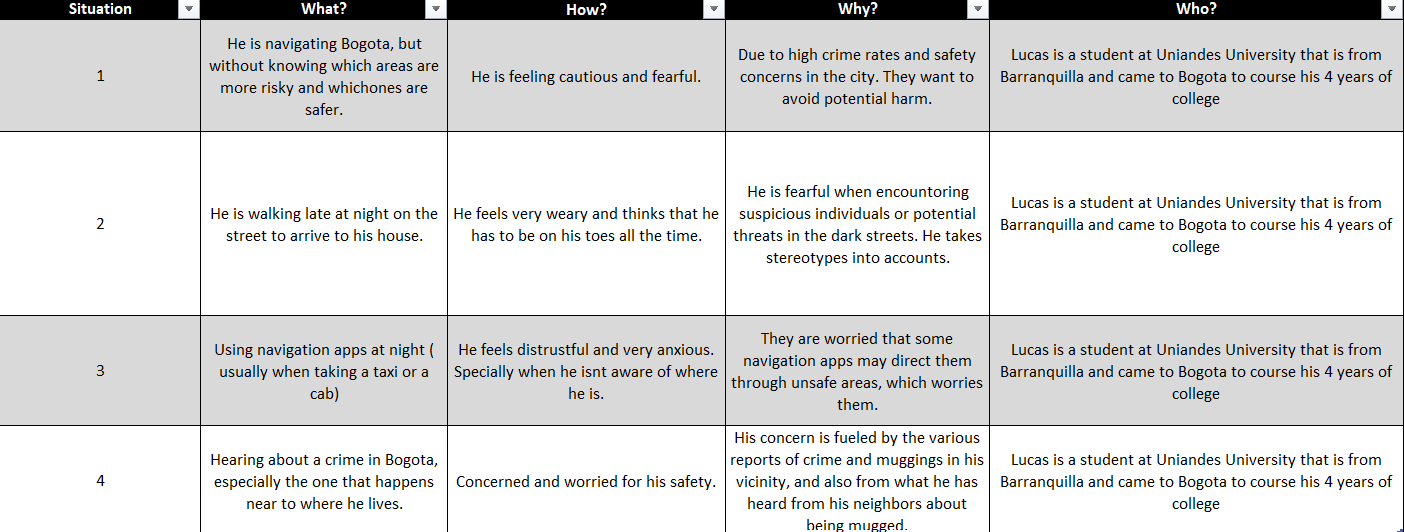 Situation
What?
How?
Why?
Who?
1
He is navigating Bogota, but
without knowing which areas are
more risky and whichones are
safer.
He is feeling cautious and fearful.
Due to high crime rates and safety
concerns in the city. They want to
avoid potential harm.
Lucas is a student at Uniandes University that is from
Barranquilla and came to Bogota to course his 4 years of
college
2
He is walking late at night on the
street to arrive to his house.
He feels very weary and thinks that he
has to be on his toes all the time.
He is fearful when encountoring
suspicious individuals or potential
threats in the dark streets. He takes
stereotypes into accounts.
Lucas is a student at Uniandes University that is from
Barranquilla and came to Bogota to course his 4 years of
college
3
Using navigation apps at night (
usually when taking a taxi or a
cab)
He feels distrustful and very anxious.
Specially when he isnt aware of where
he is.
They are worried that some
navigation apps may direct them
through unsafe areas, which worries
them.
Lucas is a student at Uniandes University that is from
Barranquilla and came to Bogota to course his 4 years of
college
4
Hearing about a crime in Bogota,
especially the one that happens
near to where he lives.
Concerned and worried for his safety.
His concern is fueled by the various
reports of crime and muggings in his
vicinity, and also from what he has
heard from his neighbors about
being mugged.
Lucas is a student at Uniandes University that is from
Barranquilla and came to Bogota to course his 4 years of
college